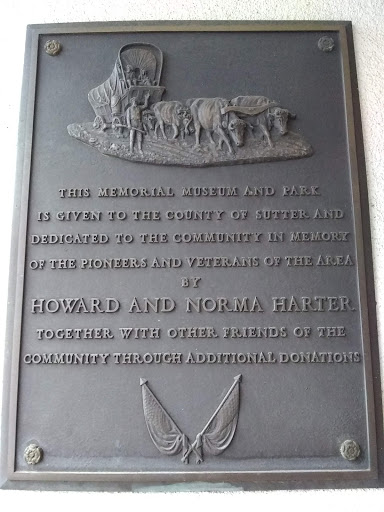 THIS MEMORIAL MUSEUM AND PARK
IS GIVEN TO THE COUNTY OF SUTTER AND
DEDICATED TO THE COMMUNITY IN MEMORY
OF THE PIONEERS AND VETERANS OF THE AREA
BY
HOWARD AND NORMA HARTER
TOGETHER WITH OTHER FRIENDS OF THE
COMMUNITY THROUGH ADDITIONAL DONATIONS